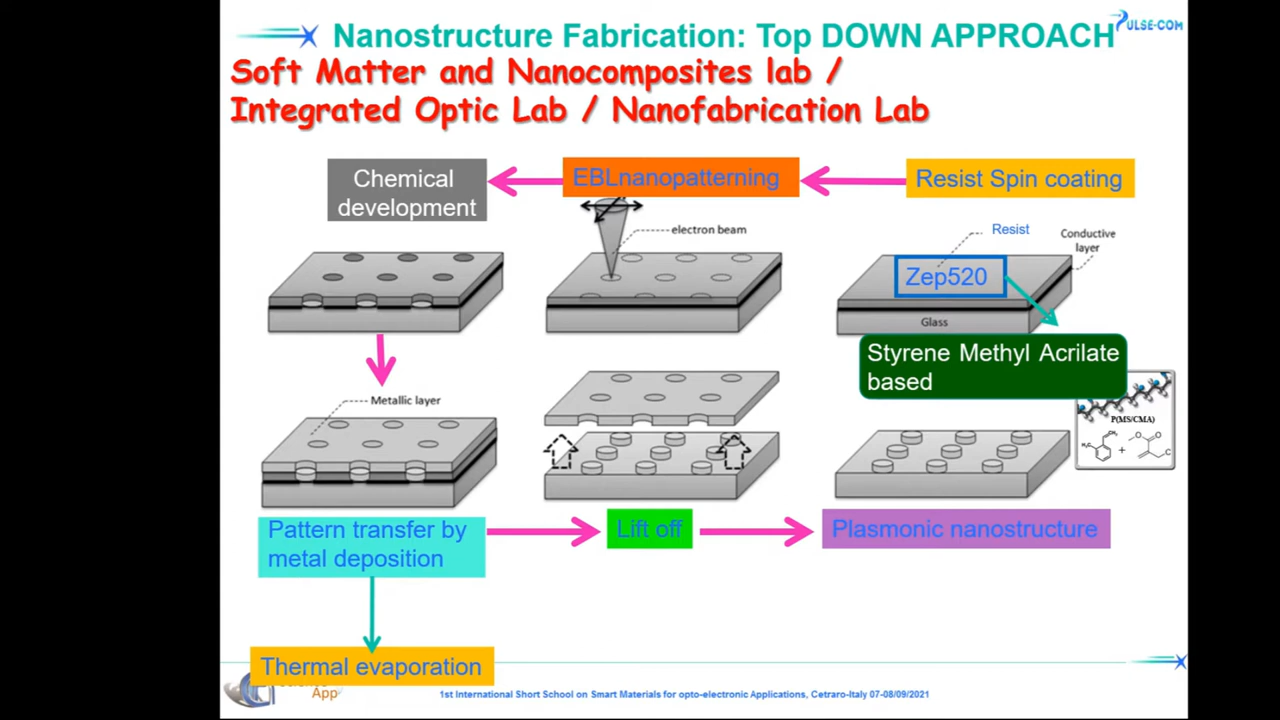 Nanostructure Fabrication: Top DOWN APPROACH
PULSE-COM
Soft Matter and Nanocomposites lab /
Integrated Optic Lab / Nanofabrication Lab
Chemical
development
EBLnanopatterning
Resist Spin coating
electron beam
Resist
Conductive
layer
Zep520
Glass
Styrene Methyl Acrilate
based
Metallic layer
P(MS/CMA)
Pattern transfer by
metal deposition
Lift off
Plasmonic nanostructure
Thermal evaporation
App
1st International Short School on Smart Materials for opto-electronic Applications, Cetraro-Italy 07-08/09/2021